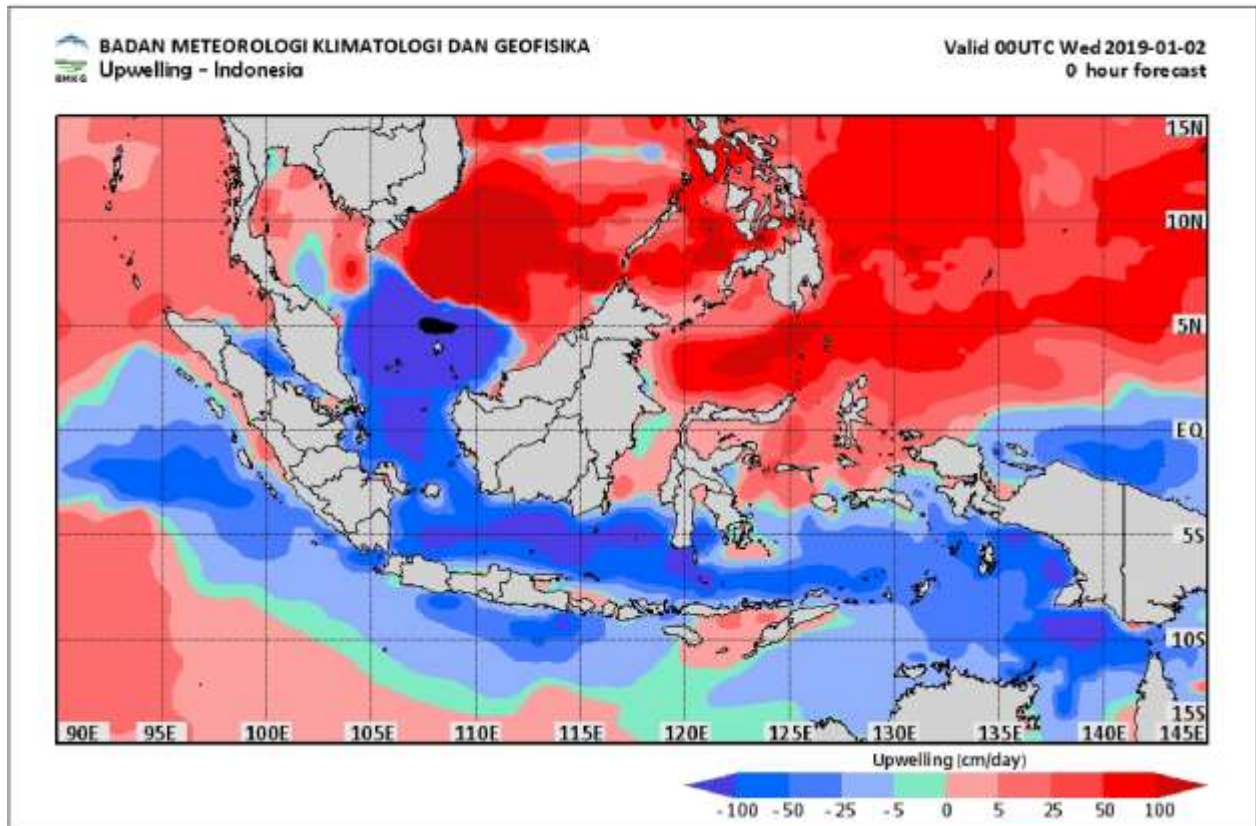 BADAN METEOROLOGI KLIMATOLOGI DAN GEOFISIKA
Upwelling - Indonesia
BMKG
Valid 00UTC Wed 2019-01-02
0 hour forecast
15N
10N
5N
EQ
5S
10S
15S
90E 95E 100E 105E 110E 115E 120E 125E 130E 135E 140E 145E
Upwelling (cm/day)
-100 -50 -25 -5 0 5 25 50 100